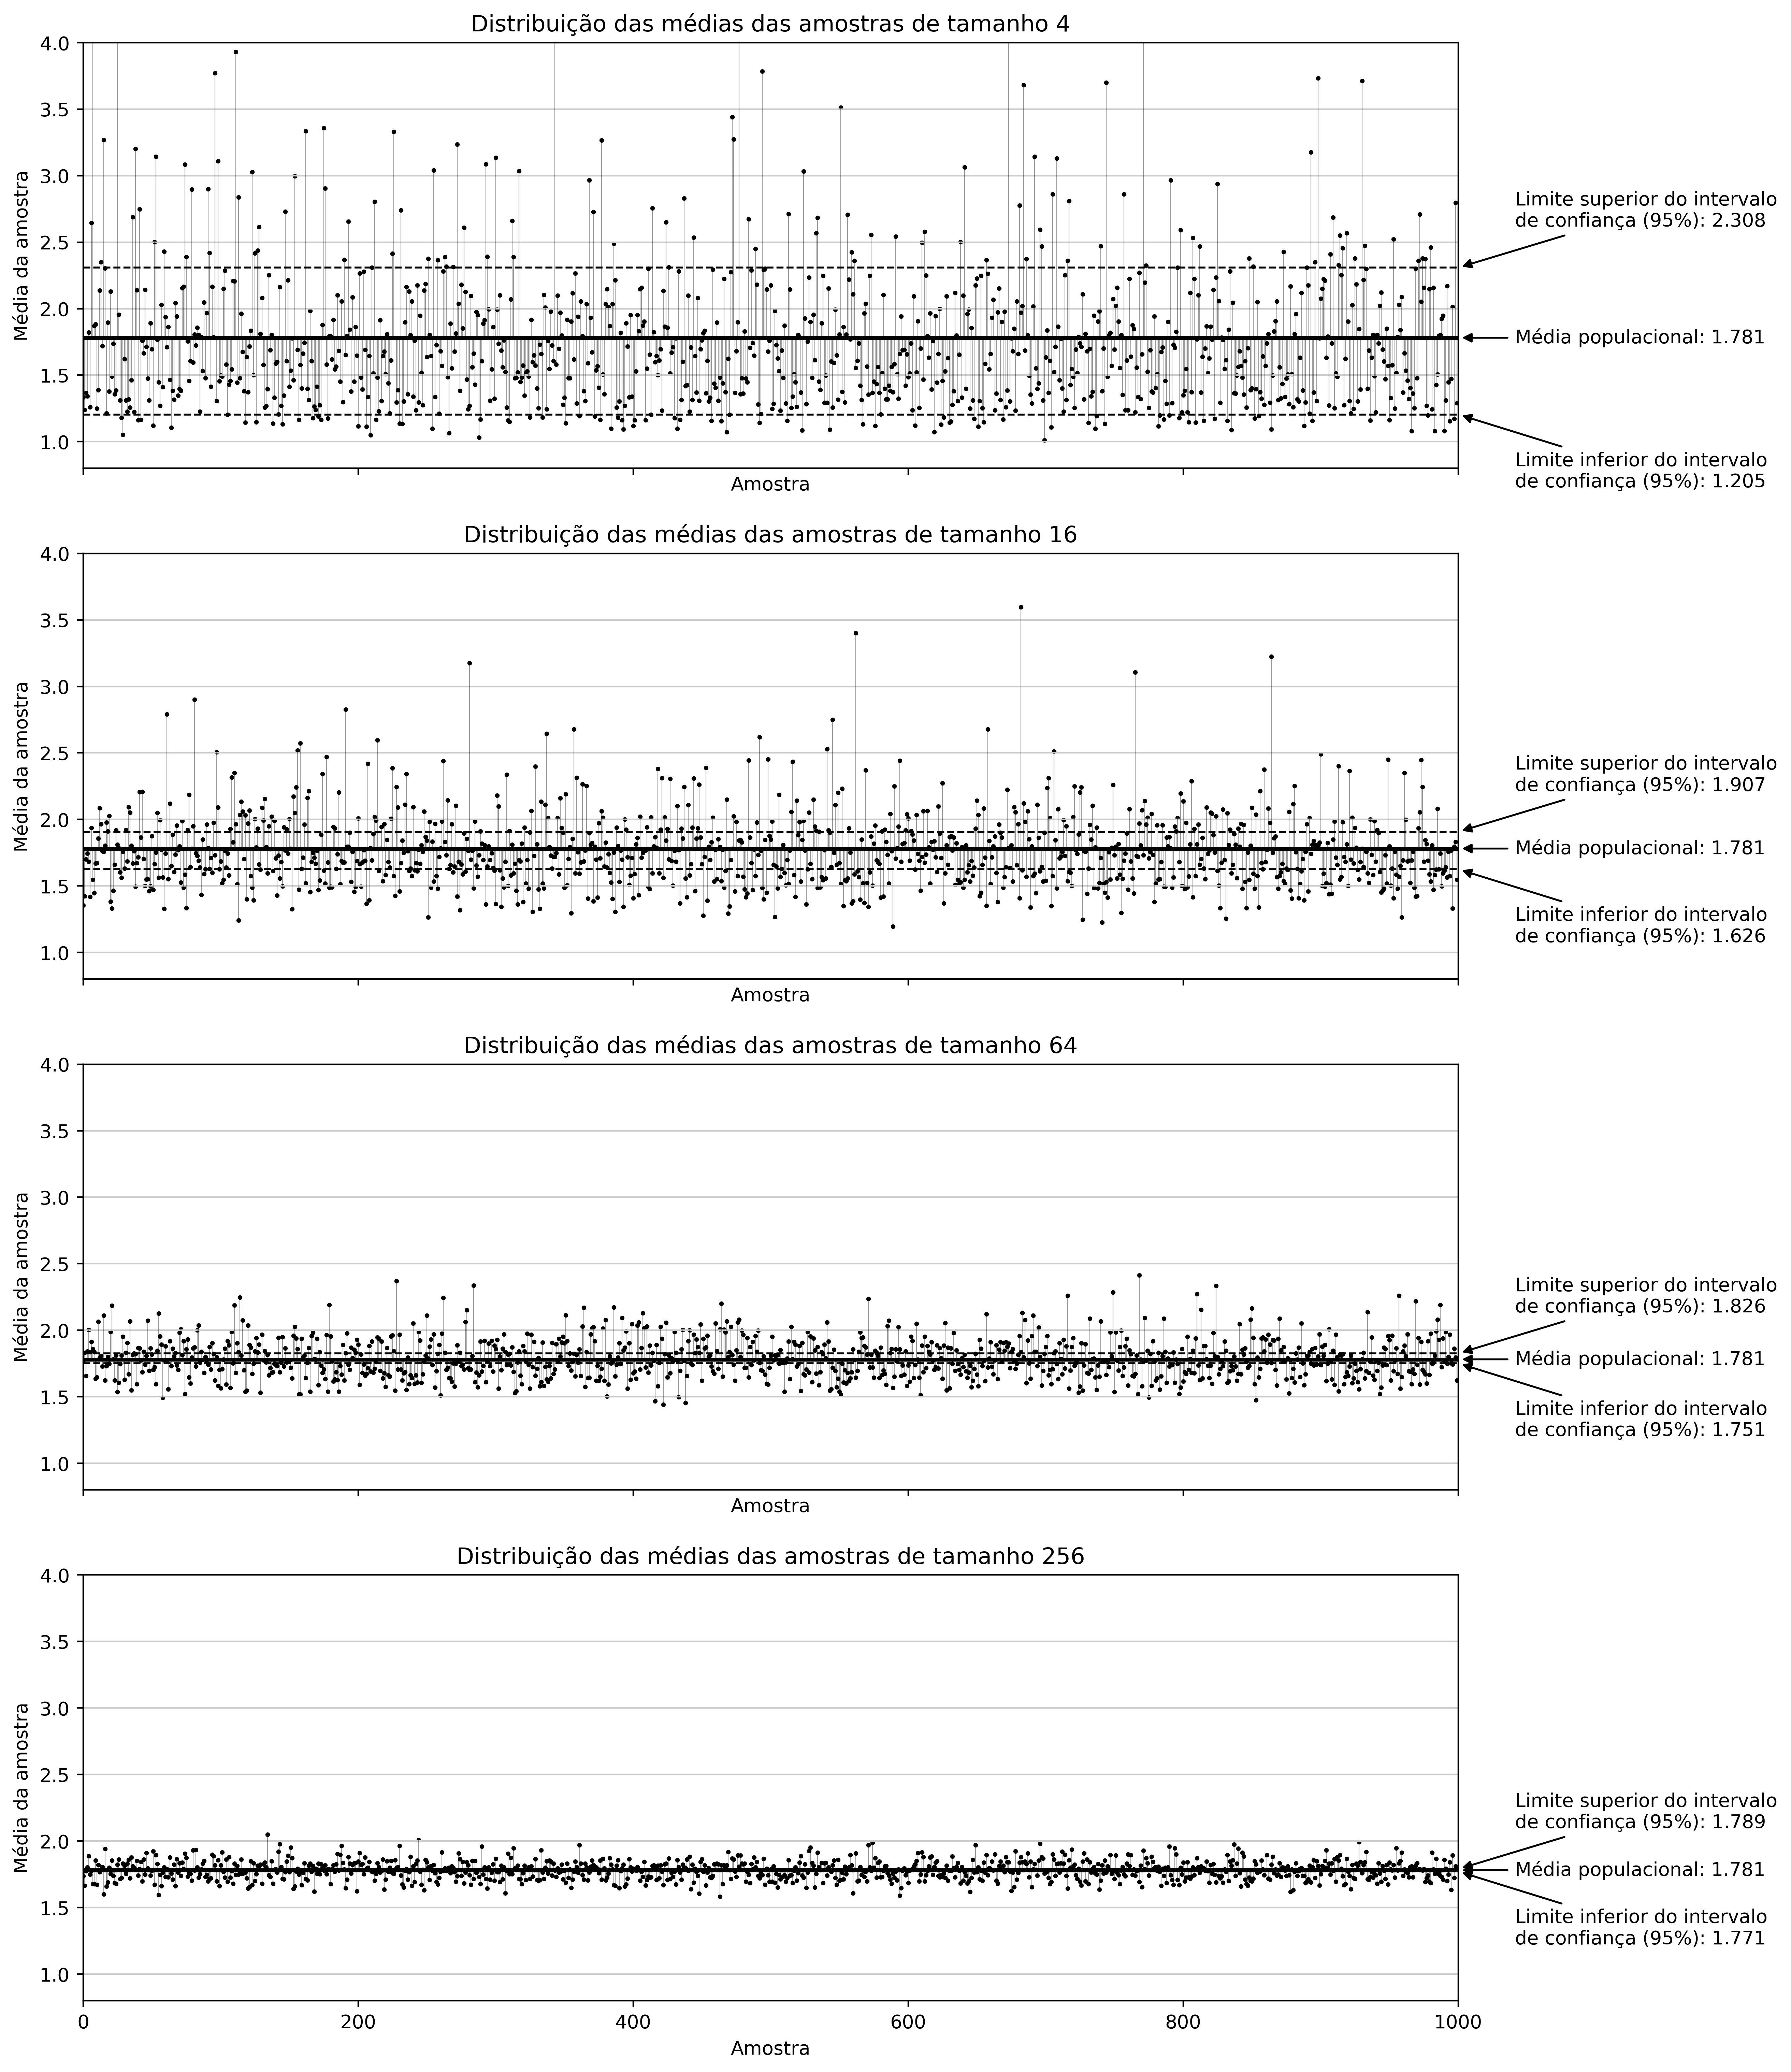 Distribuição das médias das amostras de tamanho 4
4.0
3.5
3.0
2.5
2.0
1.5
1.0
Média da amostra
Amostra
Limite superior do intervalo
de confiança (95%): 2.308
Média populacional: 1.781
Limite inferior do intervalo
de confiança (95%): 1.205
Distribuição das médias das amostras de tamanho 16
4.0
3.5
3.0
2.5
2.0
1.5
1.0
Média da amostra
Amostra
Limite superior do intervalo
de confiança (95%): 1.907
Média populacional: 1.781
Limite inferior do intervalo
de confiança (95%): 1.626
Distribuição das médias das amostras de tamanho 64
4.0
3.5
3.0
2.5
2.0
1.5
1.0
Média da amostra
Amostra
Limite superior do intervalo
de confiança (95%): 1.826
Média populacional: 1.781
Limite inferior do intervalo
de confiança (95%): 1.751
Distribuição das médias das amostras de tamanho 256
4.0
3.5
3.0
2.5
2.0
1.5
1.0
Média da amostra
0 200 400 600 800 1000
Amostra
Limite superior do intervalo
de confiança (95%): 1.789
Média populacional: 1.781
Limite inferior do intervalo
de confiança (95%): 1.771